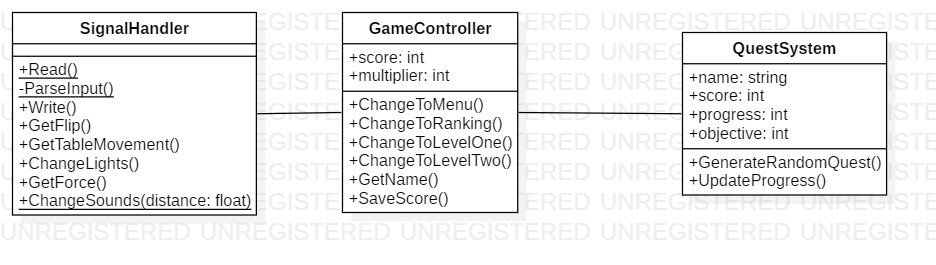 SignalHandler
+Read()
-ParseInput()
+Write()
+GetFlip()
+GetTableMovement()
+ChangeLights()
+GetForce()
+ChangeSounds(distance: float)
GameController
+score: int
+multiplier: int
+ChangeToMenu()
+ChangeToRanking()
+ChangeToLevelOne()
+ChangeToLevelTwo()
+GetName()
+SaveScore()
QuestSystem
+name: string
+score: int
+progress: int
+objective: int
+GenerateRandomQuest()
+UpdateProgress()
UNREGISTERED UNREGISTERED UNREGISTERED UNREGISTERED UNREGISTERED